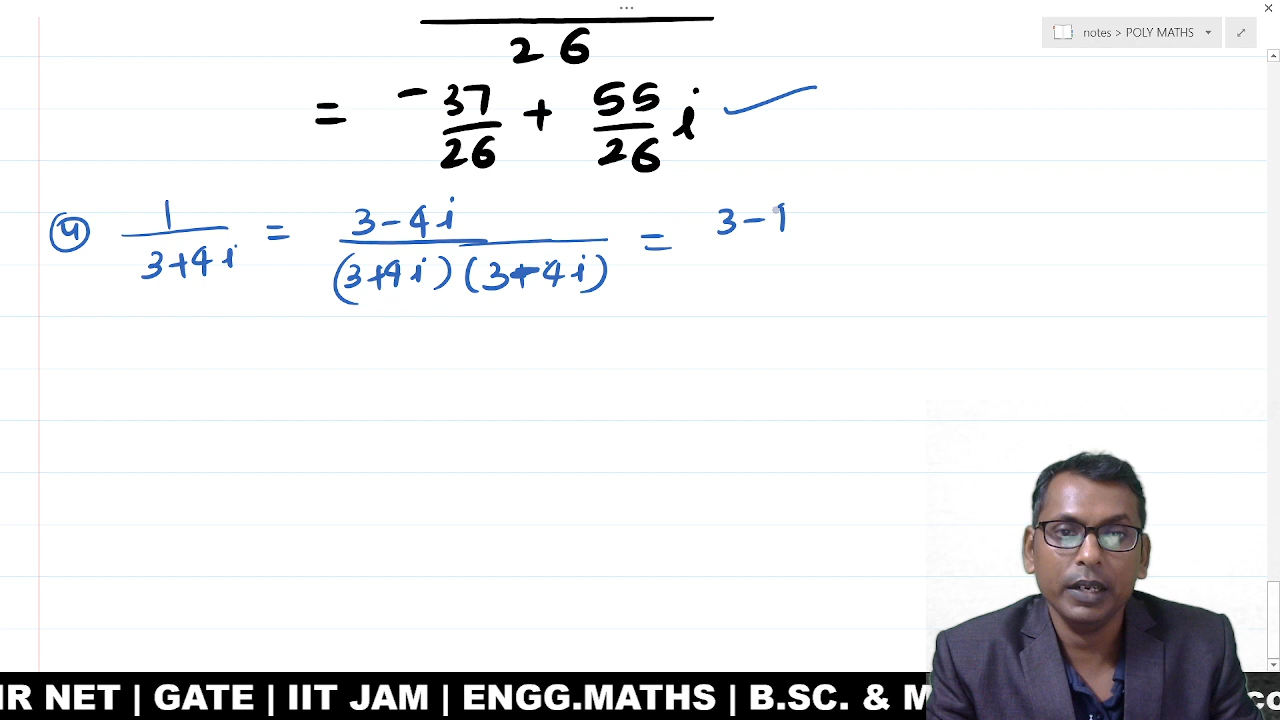 notes > POLY MATHS
26
= -37/26 + 55/26 i
4 1/(3+4i) = (3-4i)/((3+4i)(3-4i)) = 3-1
IR NET | GATE | IIT JAM | ENGG.MATHS | B.SC. & M